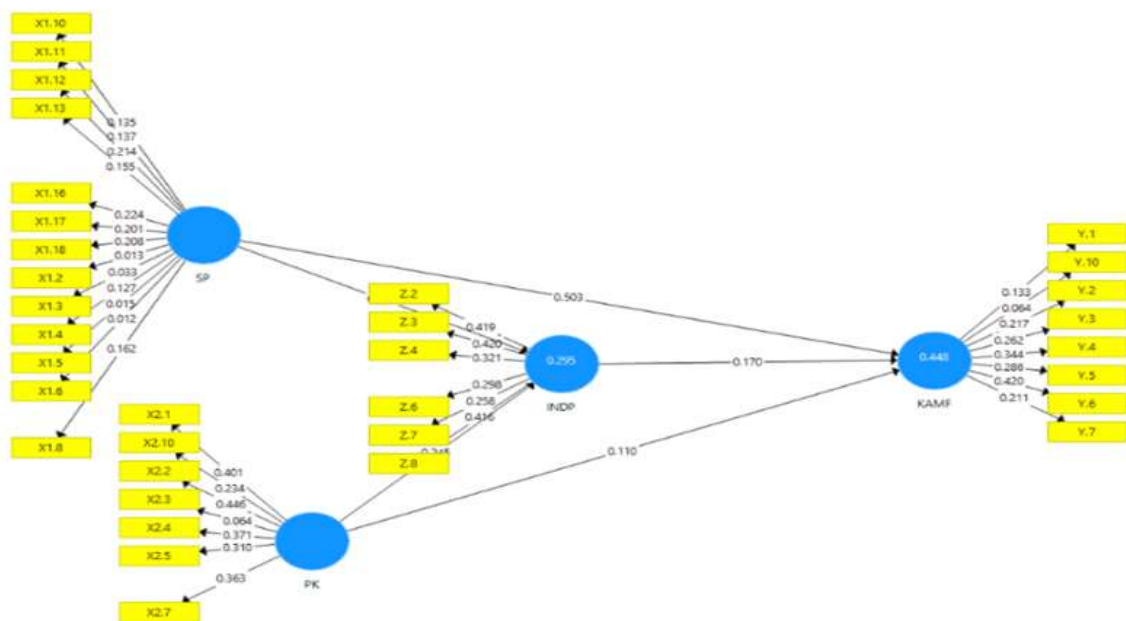 X1.10
X1.11
X1.12
X1.13
0.135
0.137
0.214
0.155
X1.16
X1.17
X1.18
X1.2
X1.3
X1.4
X1.5
X1.6
X1.8
0.224
0.201
0.208
0.013
0.033
0.127
0.015
0.012
0.162
SP
X2.1
X2.10
X2.2
X2.3
X2.4
X2.5
X2.7
0.401
0.234
0.446
0.064
0.371
0.310
0.363
PK
Z.2
Z.3
Z.4
Z.6
Z.7
Z.8
0.419
0.420
0.321
0.298
0.258
0.416
0.295
INDP
0.503
0.170
0.110
0.448
KAMF
0.133
0.064
0.217
0.262
0.344
0.286
0.420
0.211
Y.1
Y.10
Y.2
Y.3
Y.4
Y.5
Y.6
Y.7